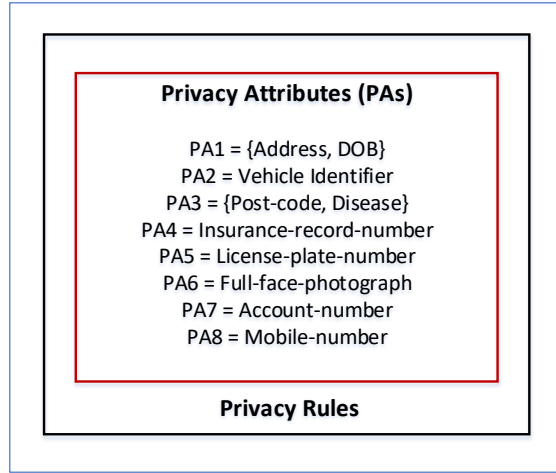 Privacy Attributes (PAs)
PA1 = {Address, DOB}
PA2 = Vehicle Identifier
PA3 = {Post-code, Disease}
PA4 = Insurance-record-number
PA5 = License-plate-number
PA6 = Full-face-photograph
PA7 = Account-number
PA8 = Mobile-number
Privacy Rules